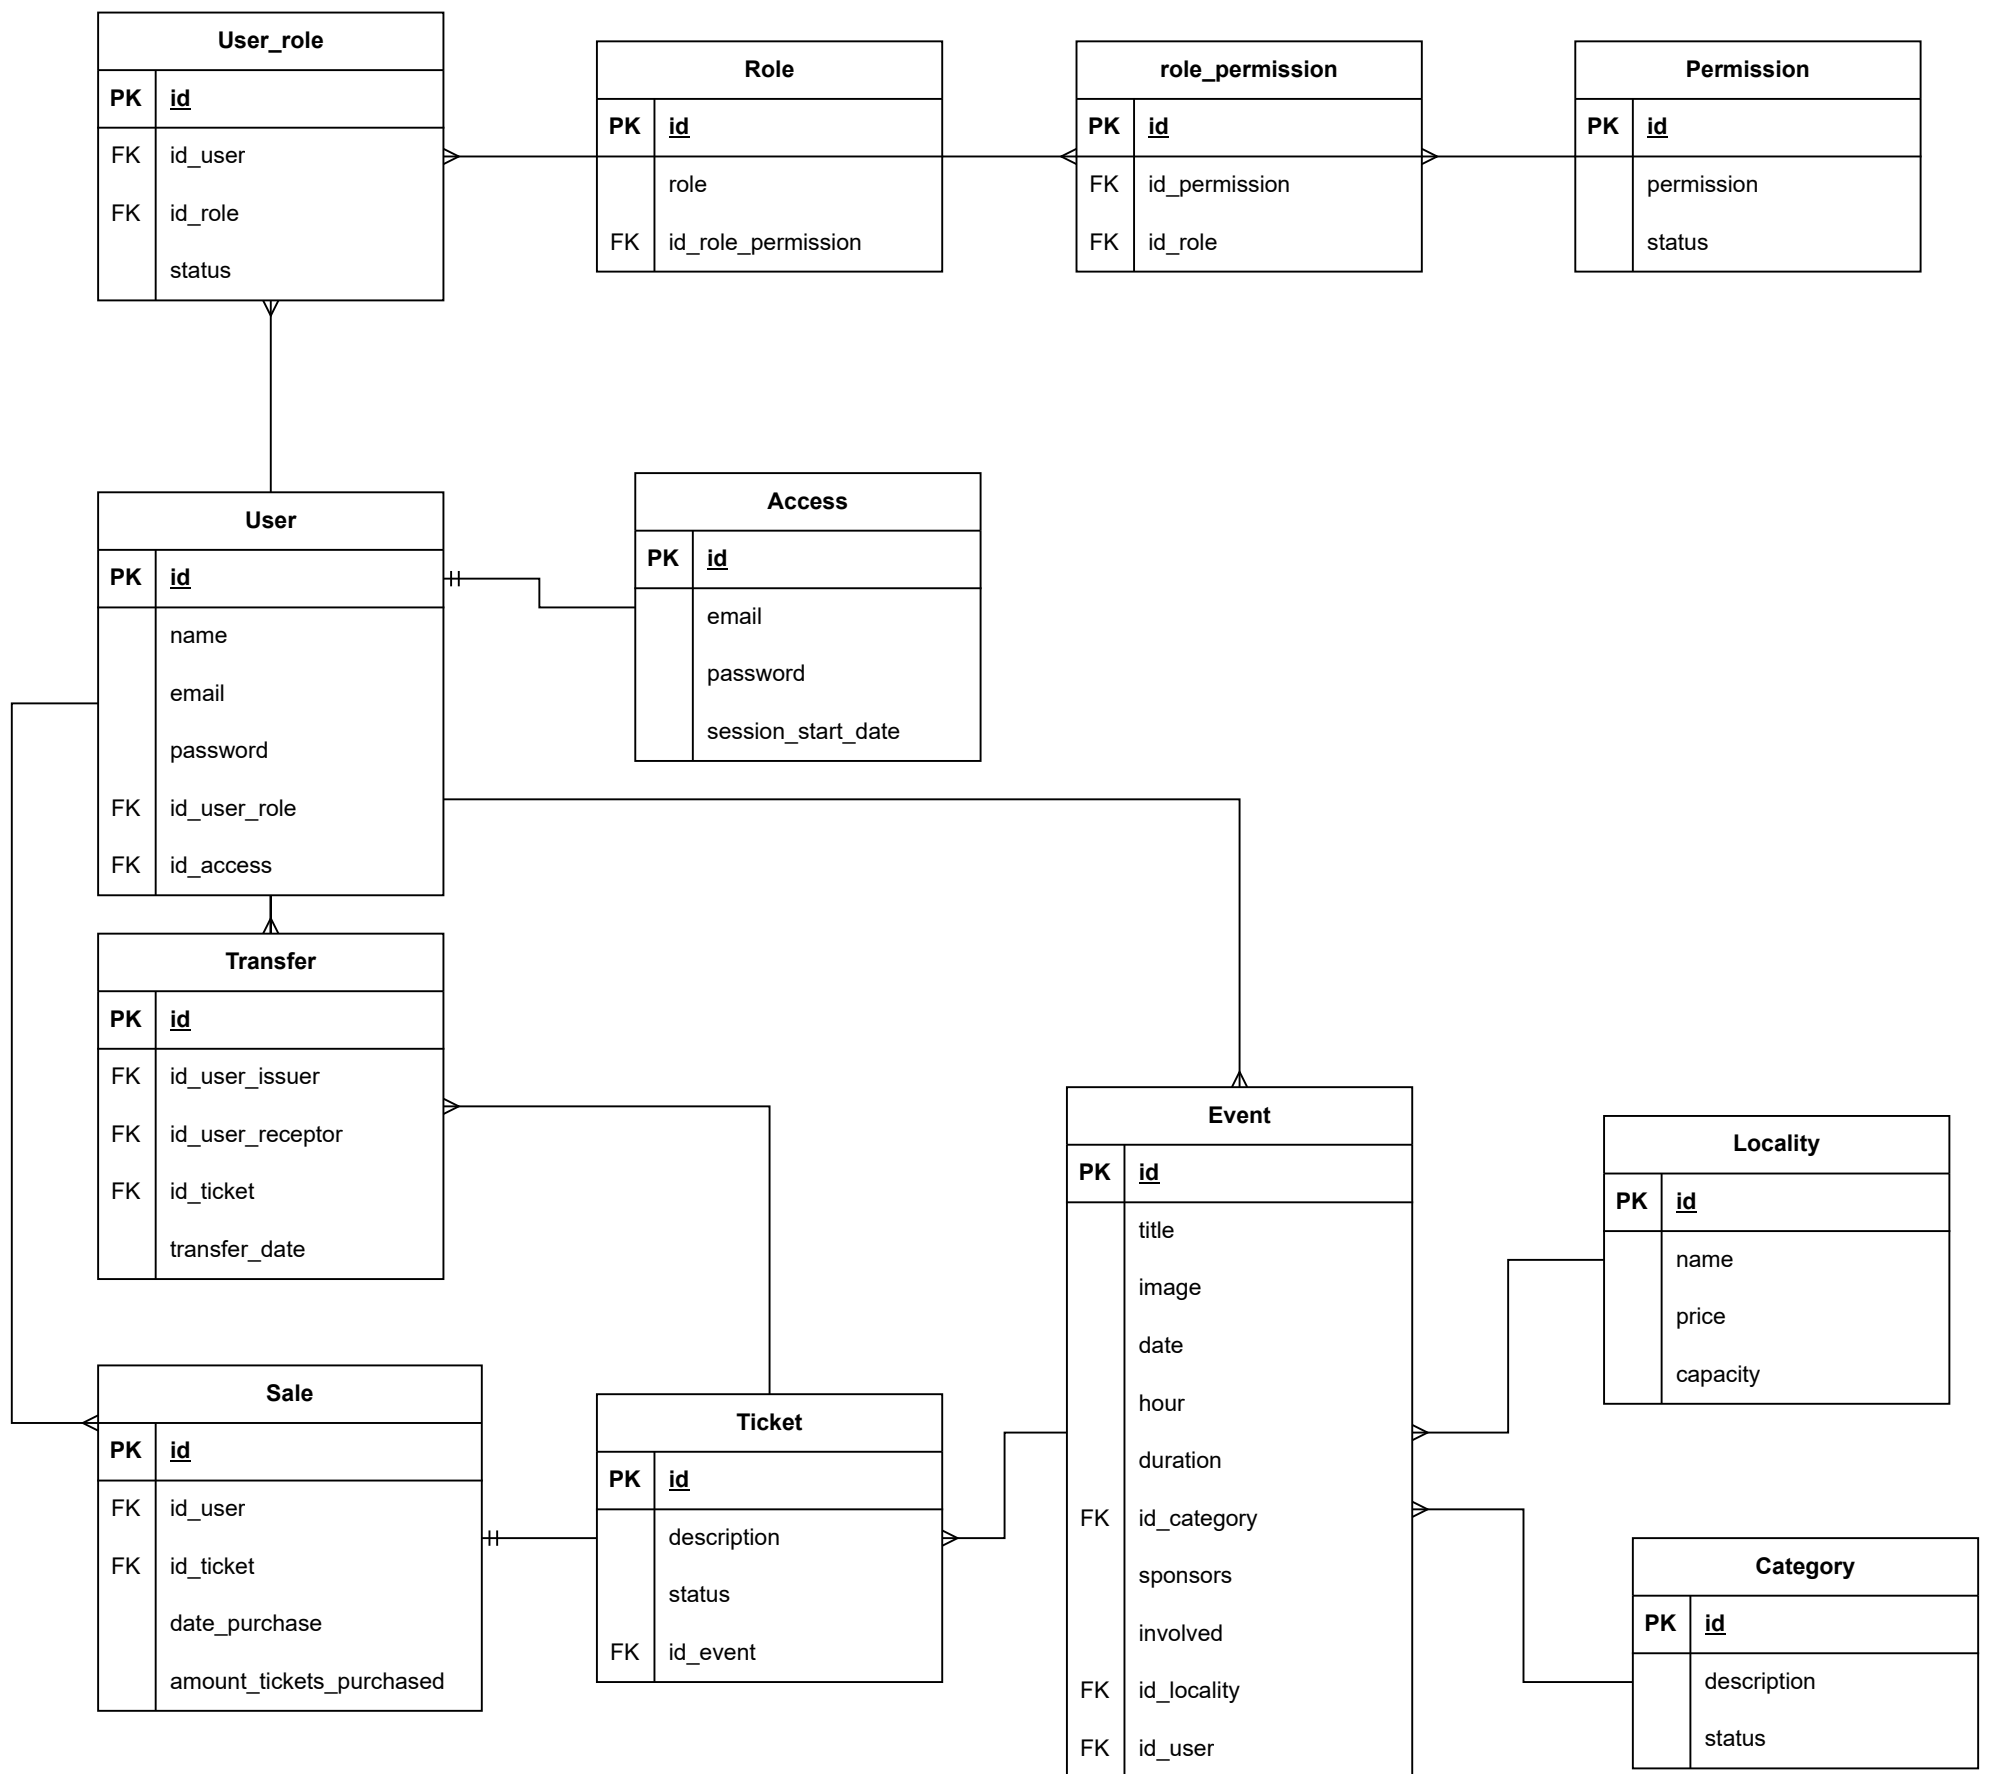 User_role
PK id
FK id_user
FK id_role
status
Role
PK id
role
FK id_role_permission
role_permission
PK id
FK id_permission
FK id_role
Permission
PK id
permission
status
User
PK id
name
email
password
FK id_user_role
FK id_access
Access
PK id
email
password
session_start_date
Transfer
PK id
FK id_user_issuer
FK id_user_receptor
FK id_ticket
transfer_date
Sale
PK id
FK id_user
FK id_ticket
date_purchase
amount_tickets_purchased
Ticket
PK id
description
status
FK id_event
Event
PK id
title
image
date
hour
duration
FK id_category
sponsors
involved
FK id_locality
FK id_user
Locality
PK id
name
price
capacity
Category
PK id
description
status